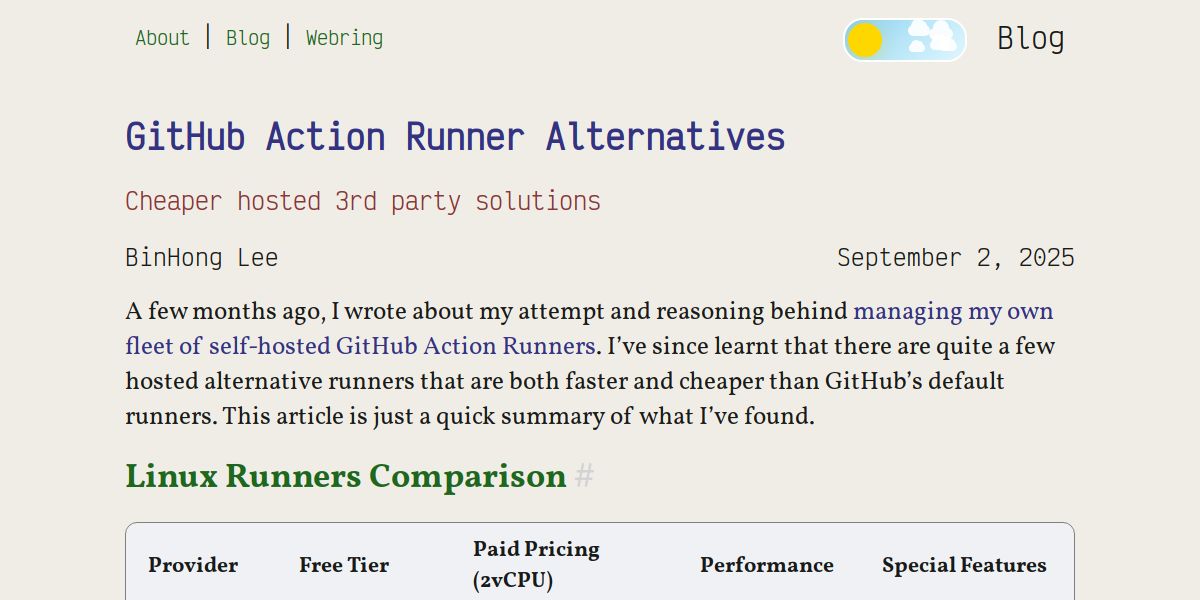 About | Blog | Webring
Blog
GitHub Action Runner Alternatives
Cheaper hosted 3rd party solutions
BinHong Lee September 2, 2025
A few months ago, I wrote about my attempt and reasoning behind managing my own
fleet of self-hosted GitHub Action Runners. I’ve since learnt that there are quite a few
hosted alternative runners that are both faster and cheaper than GitHub’s default
runners. This article is just a quick summary of what I’ve found.
Linux Runners Comparison #
Provider Free Tier Paid Pricing (2vCPU) Performance Special Features